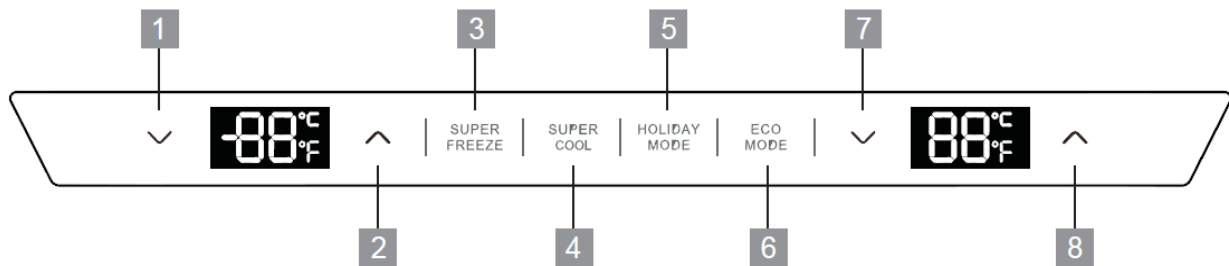 1
3
5
7
-88°C
°F
SUPER
FREEZE
SUPER
COOL
HOLIDAY
MODE
ECO
MODE
88°C
°F
2
4
6
8